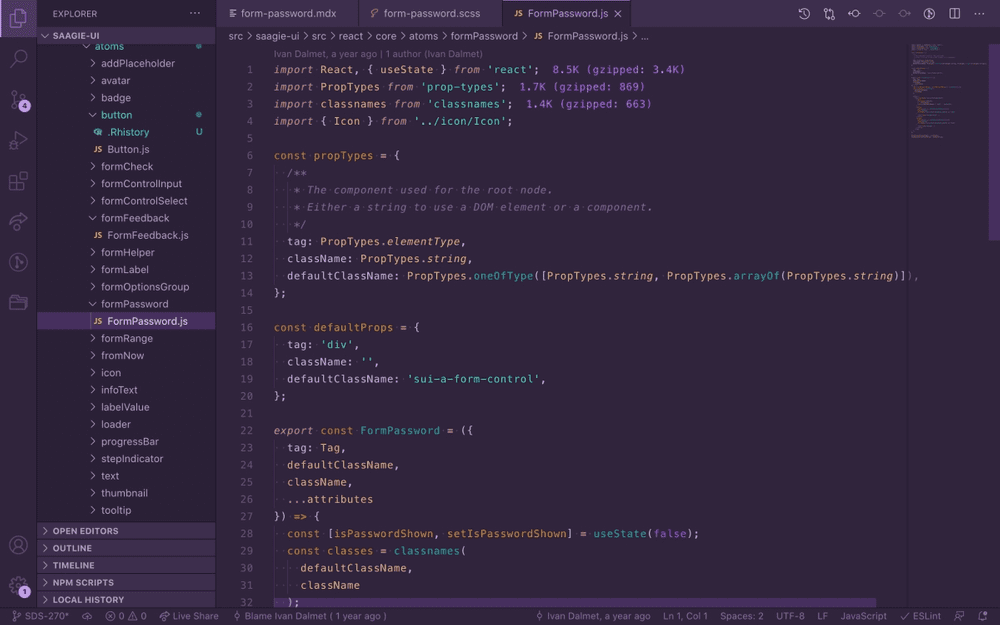 EXPLORER ···
SAAGIE-UI
atoms
addPlaceholder
avatar
badge
button
.Rhistory U
JS Button.js
formCheck
formControlInput
formControlSelect
formFeedback
JS FormFeedback.js
formHelper
formLabel
formOptionsGroup
formPassword
JS FormPassword.js
formRange
fromNow
icon
infoText
labelValue
loader
progressBar
stepIndicator
text
thumbnail
tooltip
OPEN EDITORS
OUTLINE
TIMELINE
NPM SCRIPTS
LOCAL HISTORY
4
1
form-password.mdx
form-password.scss
JS FormPassword.js
src > saagie-ui > src > react > core > atoms > formPassword > JS FormPassword.js > ...
Ivan Dalmet, a year ago | 1 author (Ivan Dalmet)
1 import React, { useState } from 'react'; 8.5K (gzipped: 3.4K)
2 import PropTypes from 'prop-types'; 1.7K (gzipped: 869)
3 import classnames from 'classnames'; 1.4K (gzipped: 663)
4 import { Icon } from '../icon/Icon';
5
6 const propTypes = {
7 /**
8 * The component used for the root node.
9 * Either a string to use a DOM element or a component.
10 */
11 tag: PropTypes.elementType,
12 className: PropTypes.string,
13 defaultClassName: PropTypes.oneOfType([PropTypes.string, PropTypes.arrayOf(PropTypes.string)]),
14 };
15
16 const defaultProps = {
17 tag: 'div',
18 className: '',
19 defaultClassName: 'sui-a-form-control',
20 };
21
22 export const FormPassword = ({
23 tag: Tag,
24 defaultClassName,
25 className,
26 ...attributes
27 }) => {
28 const [isPasswordShown, setIsPasswordShown] = useState(false);
29 const classes = classnames(
30 defaultClassName,
31 className
32 );
SDS-270* 0 0 Live Share Blame Ivan Dalmet ( 1 year ago ) Ivan Dalmet, a year ago Ln 1, Col 1 Spaces: 2 UTF-8 LF JavaScript ESLint